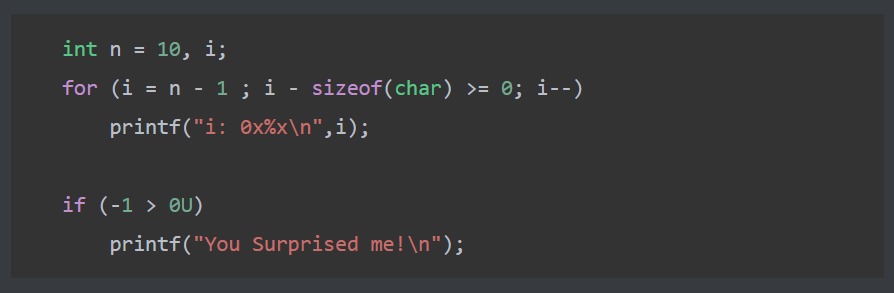 int n = 10, i;
for (i = n - 1 ; i - sizeof(char) >= 0; i--)
    printf("i: 0x%x\n",i);

if (-1 > 0U)
    printf("You Surprised me!\n");